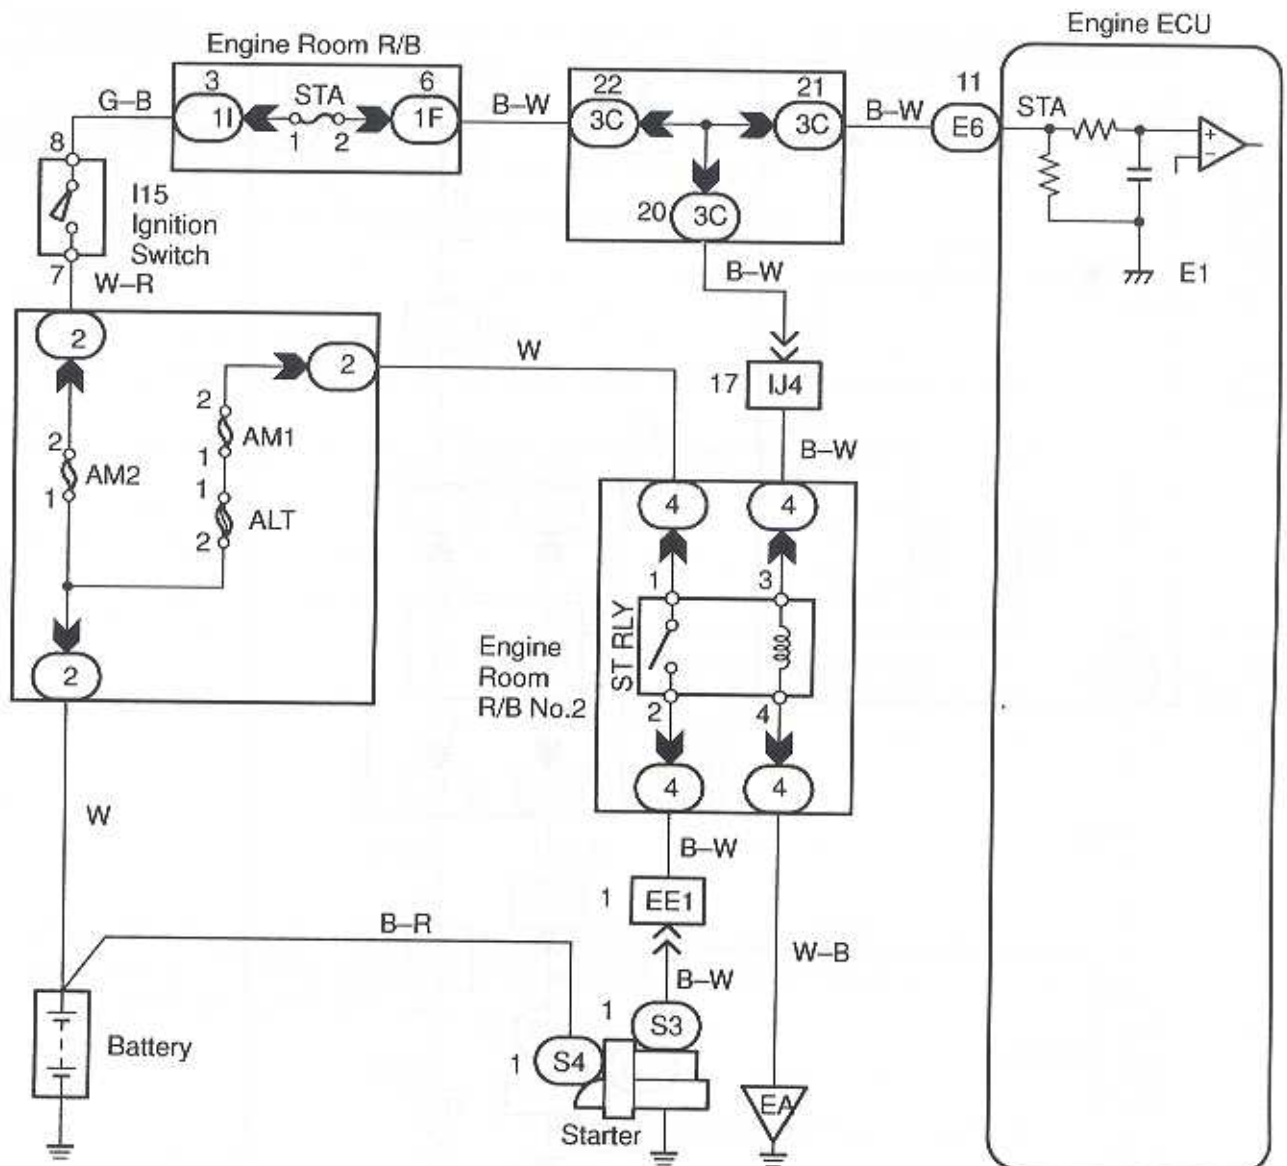 Engine ECU
Engine Room R/B
3
6
22
21
11
G–B
1I
STA
1F
B–W
3C
3C
B–W
E6
STA
1
2
+
–
8
I15
Ignition
Switch
20
3C
7
W–R
B–W
E1
2
2
W
17
IJ4
2
AM1
1
B–W
2
AM2
1
1
ALT
2
4
4
1
3
ST RLY
Engine
Room
R/B No.2
2
2
4
4
4
W
B–W
1
EE1
B–R
W–B
B–W
1
S3
Battery
1
S4
EA
Starter